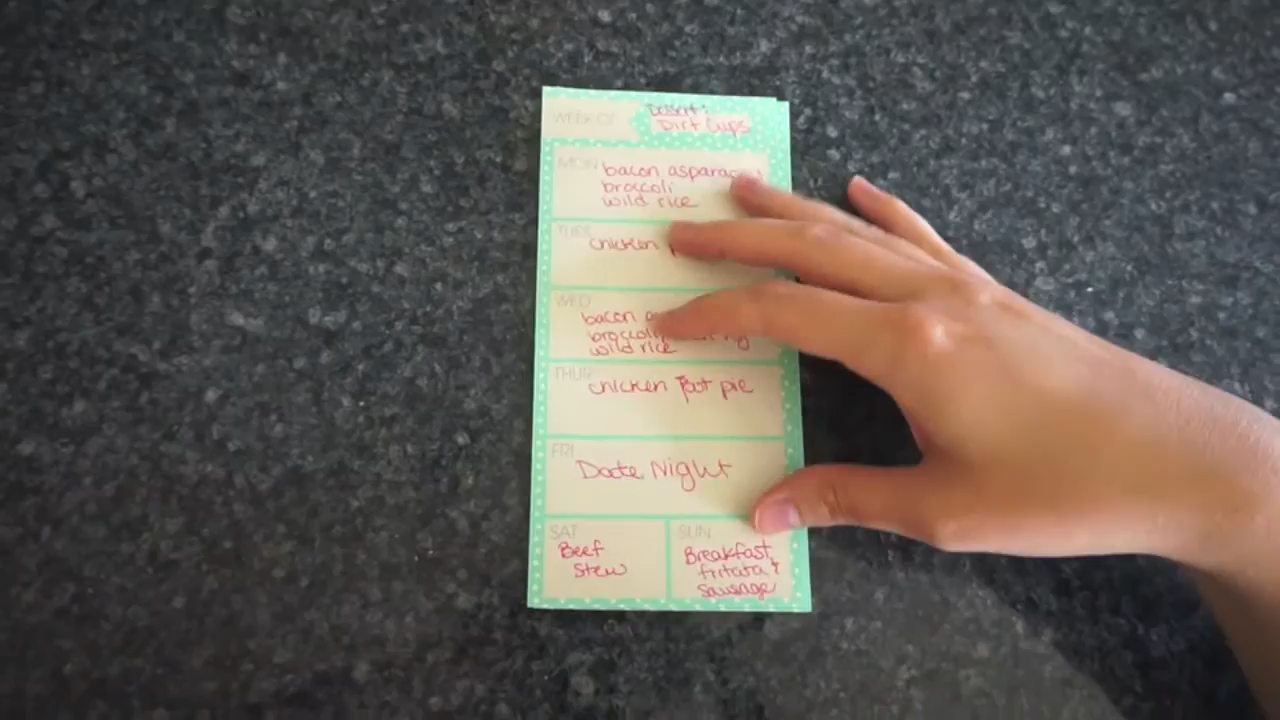 WEEK OF
Dessert:
Dirt Cups
MON
bacon asparagus
broccoli
wild rice
TUES
chicken
WED
bacon
broccoli
wild rice
THUR
chicken pot pie
FRI
Date Night
SAT
Beef
Stew
SUN
Breakfast,
fritata &
sausage